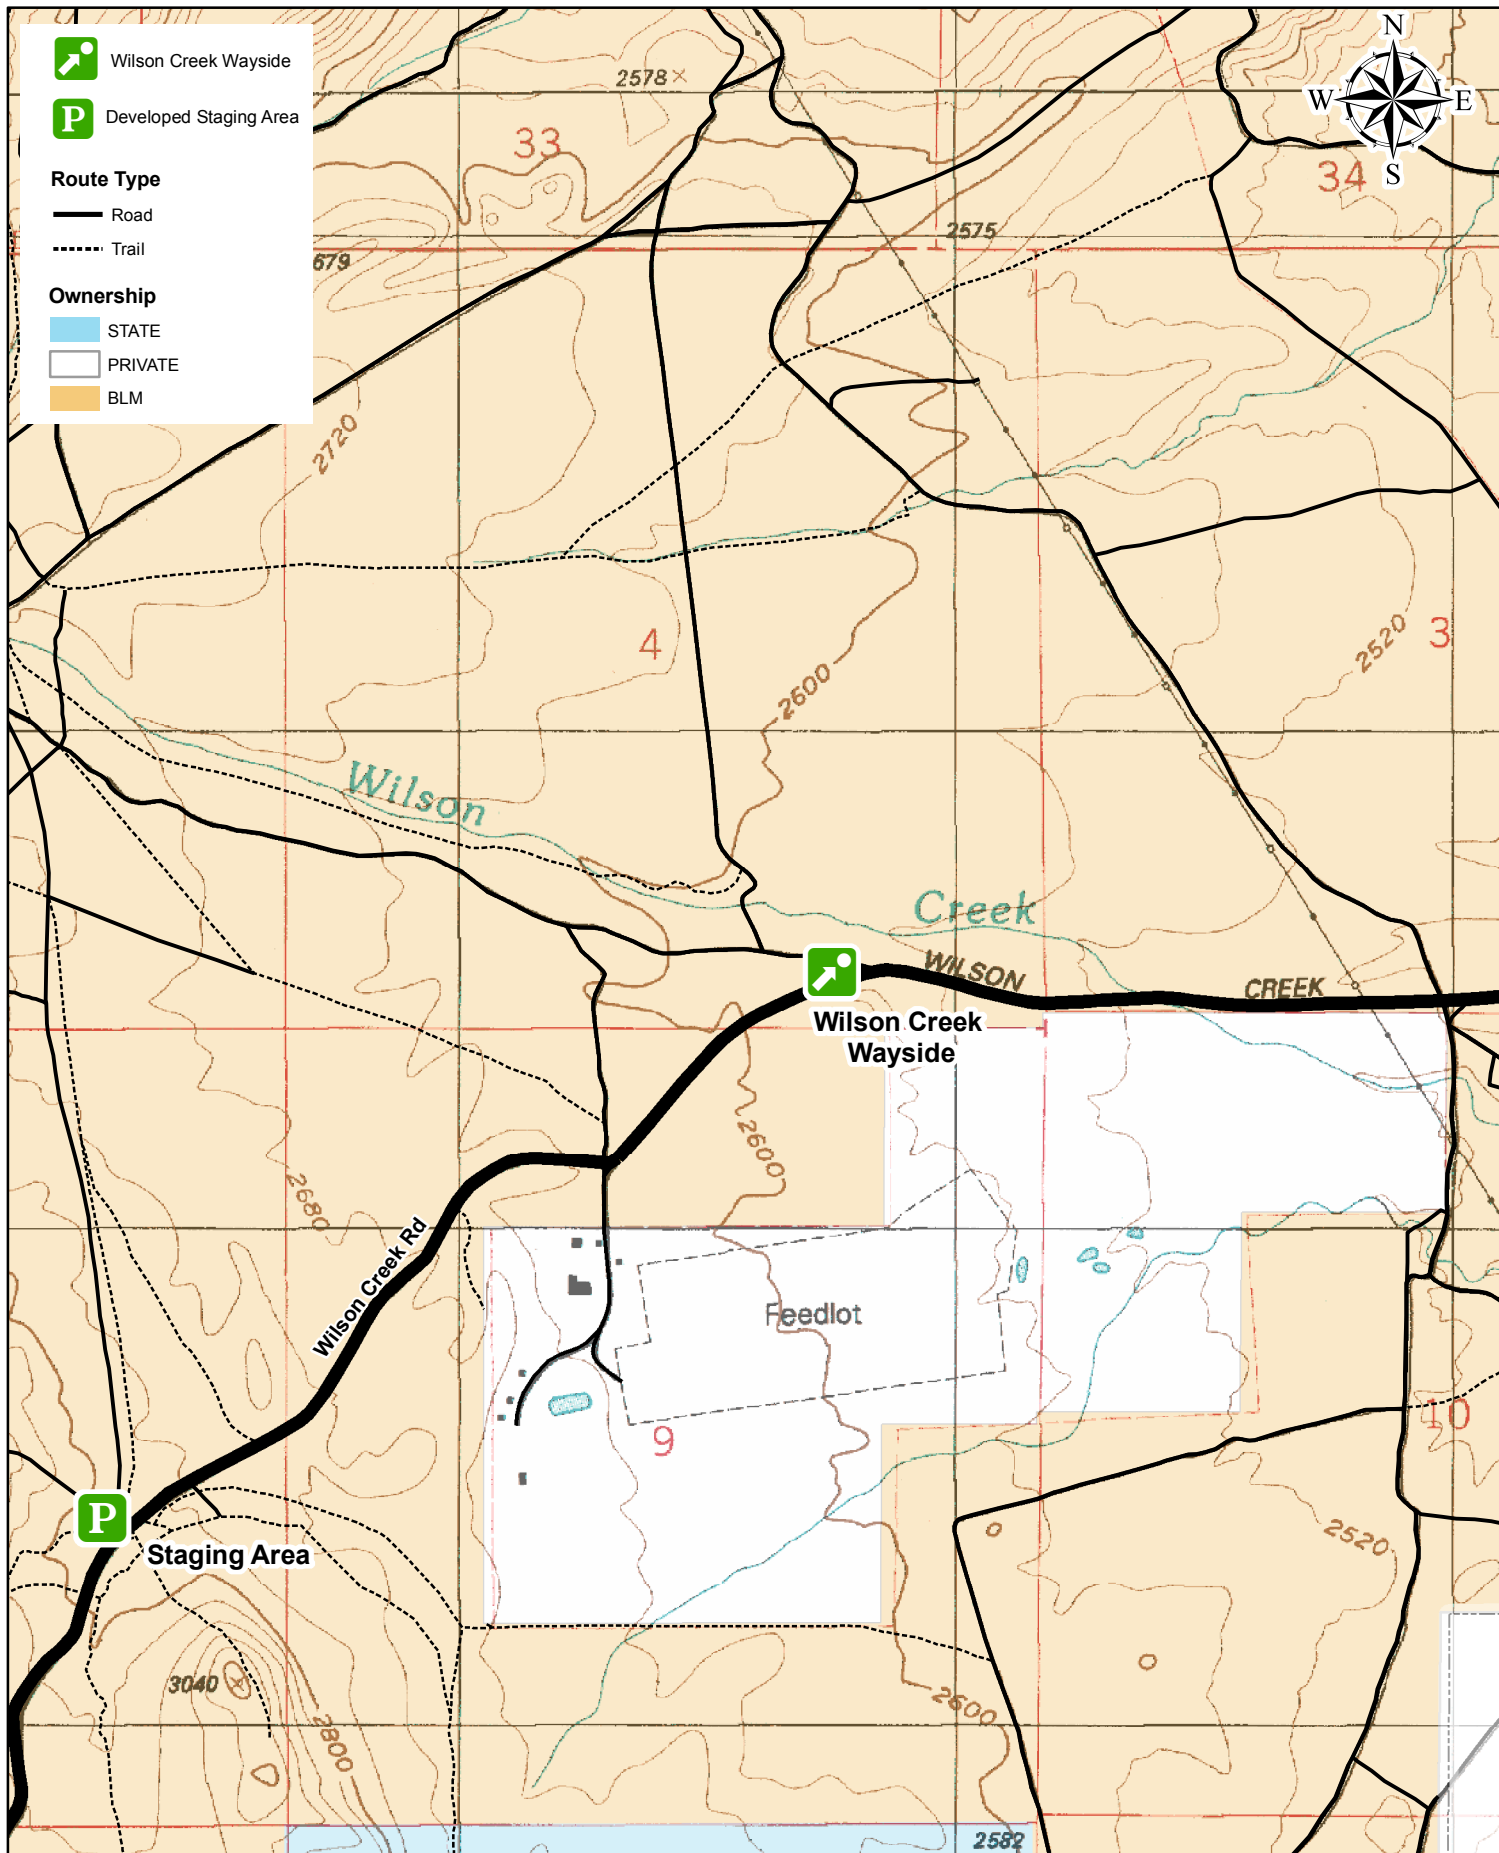 Wilson Creek Wayside
Developed Staging Area
Route Type
Road
Trail
Ownership
STATE
PRIVATE
BLM
N
W
E
S
2578
33
34
2575
679
2720
4
3
2520
2600
Wilson
Creek
WILSON
CREEK
Wilson Creek
Wayside
2600
2680
Wilson Creek Rd
Feedlot
9
10
P
Staging Area
2520
3040
2800
2600
2582
P